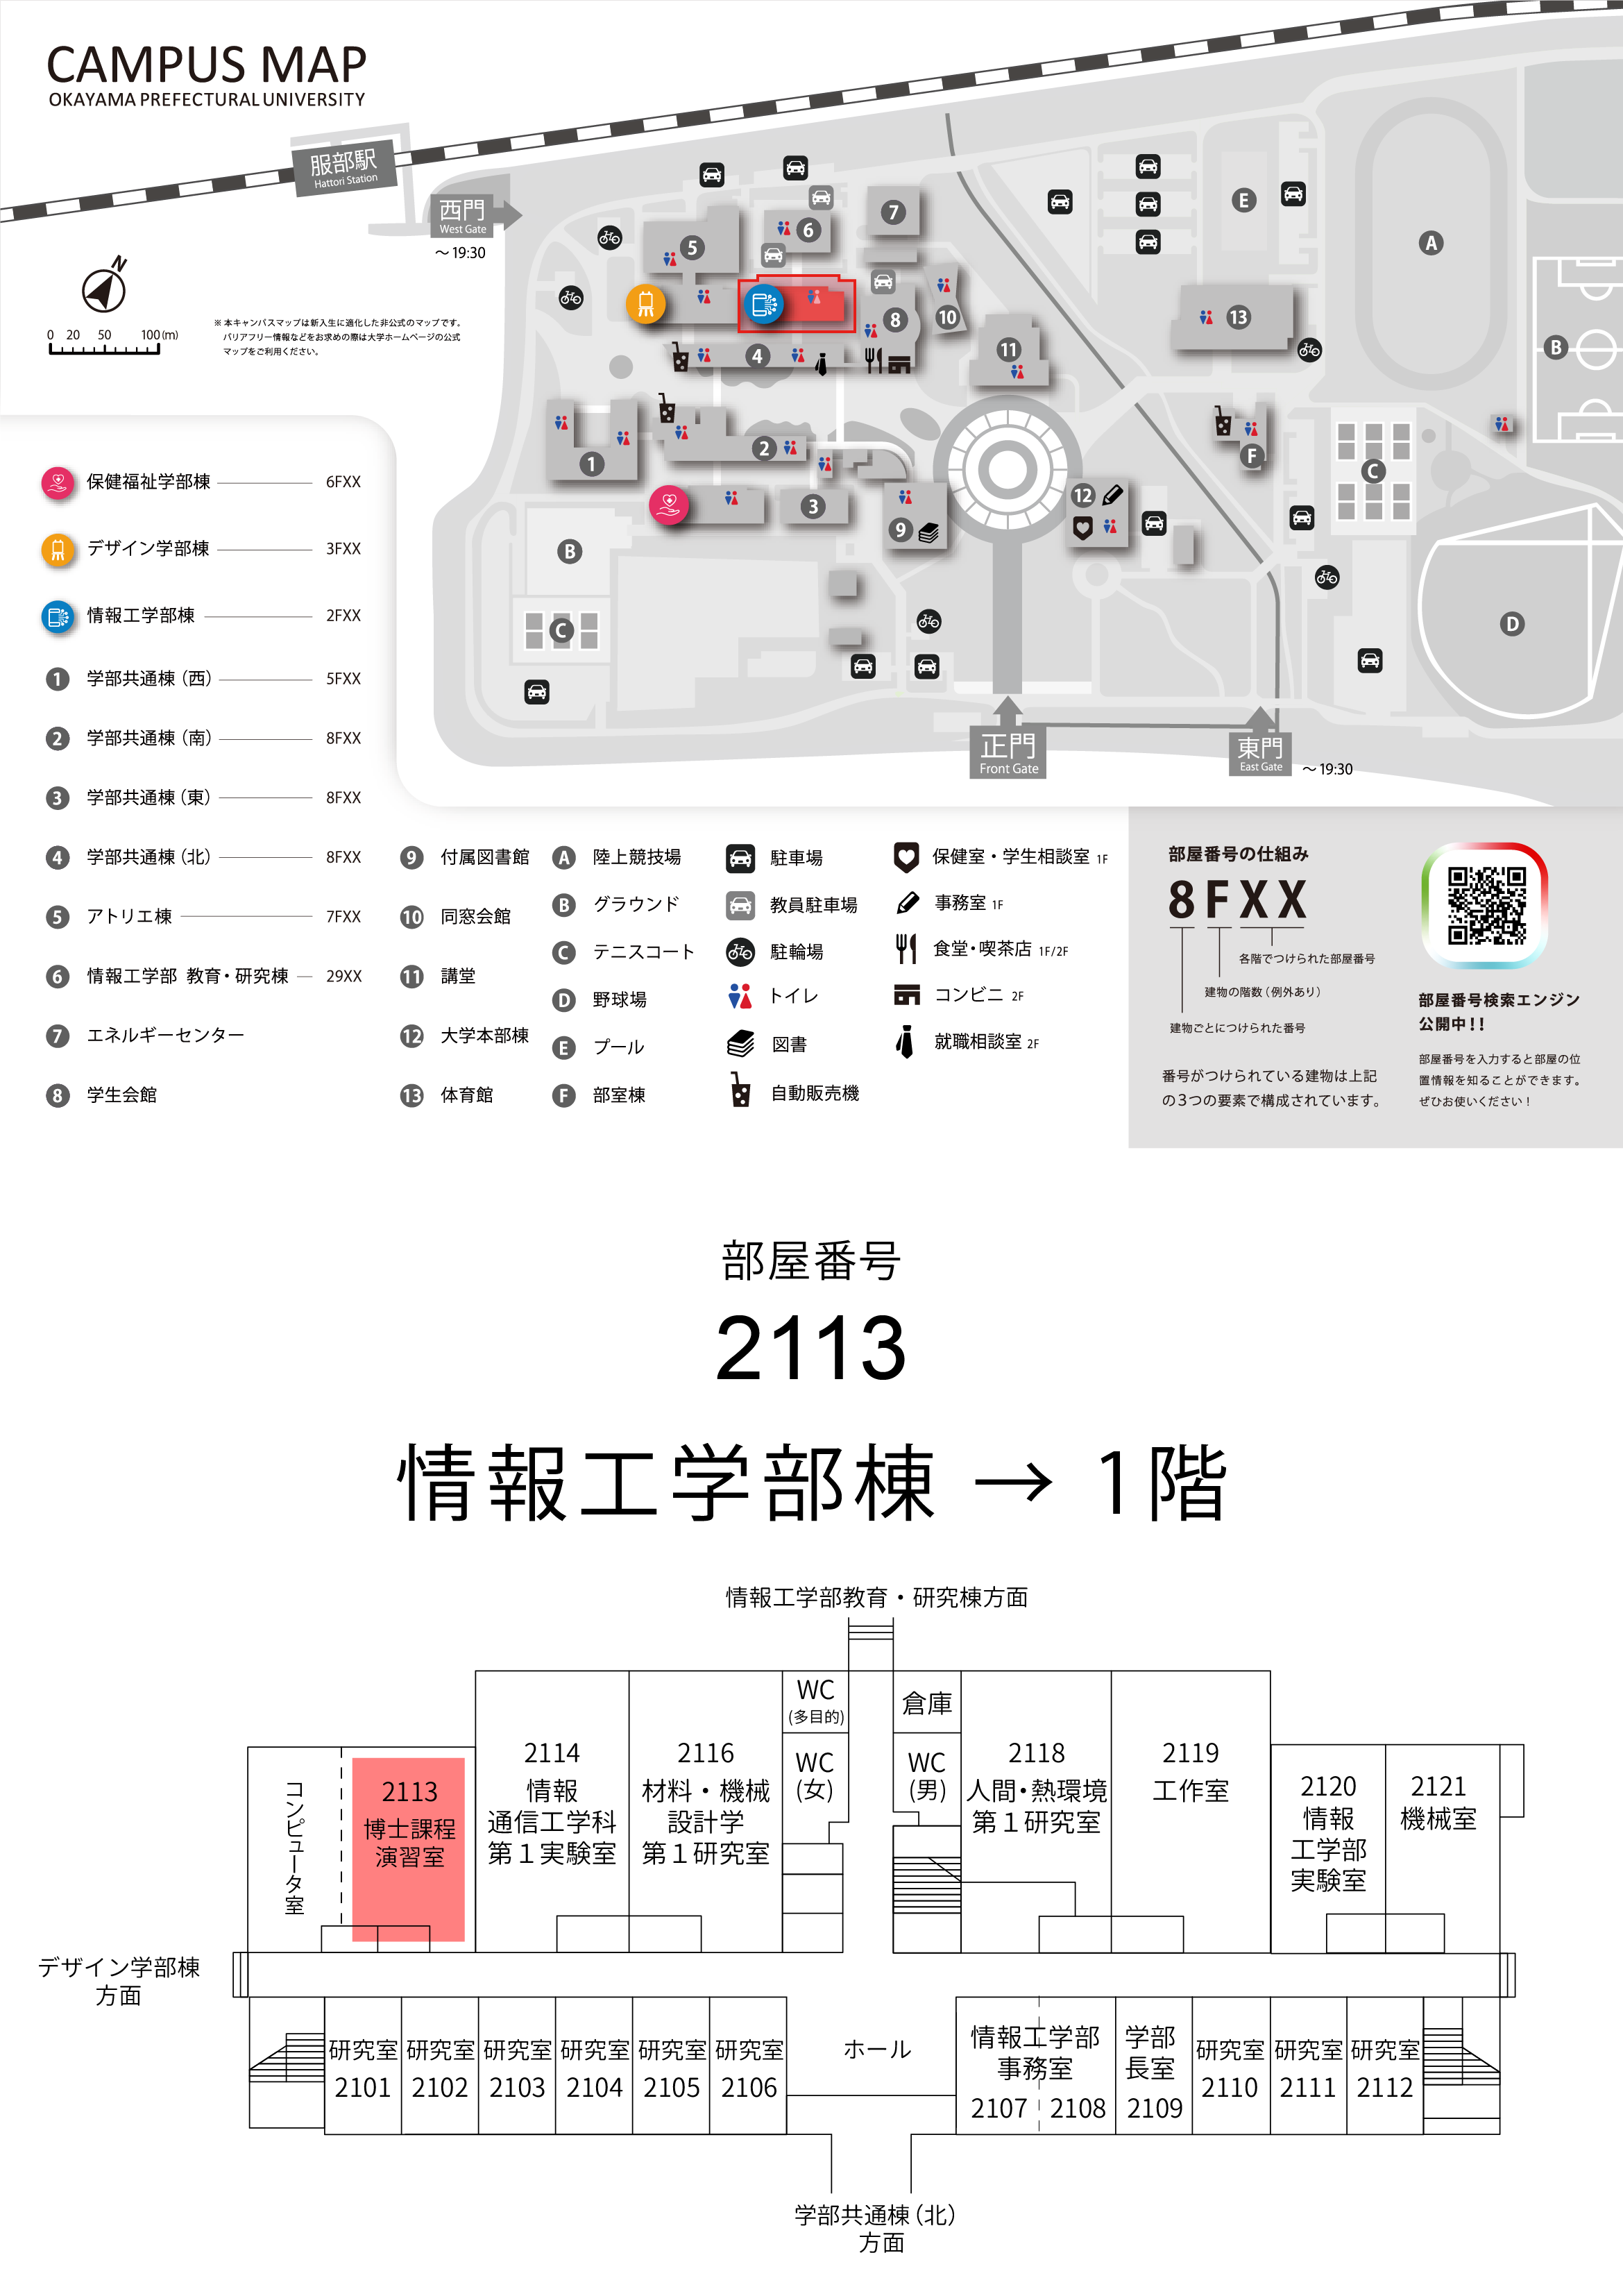 CAMPUS MAP
OKAYAMA PREFECTURAL UNIVERSITY
服部駅
Hattori Station
西門
West Gate
～19:30
N
0 20 50 100(m)
※ 本キャンパスマップは新入生に適化した非公式のマップです。
バリアフリー情報などをお求めの際は大学ホームページの公式
マップをご利用ください。
7
6
5
E
A
8
10
13
11
4
B
2
1
F
C
12
3
9
B
C
D
正門
Front Gate
東門
East Gate
～19:30
保健福祉学部棟 6FXX
デザイン学部棟 3FXX
情報工学部棟 2FXX
1 学部共通棟（西） 5FXX
2 学部共通棟（南） 8FXX
3 学部共通棟（東） 8FXX
4 学部共通棟（北） 8FXX
5 アトリエ棟 7FXX
6 情報工学部 教育・研究棟 29XX
7 エネルギーセンター
8 学生会館
9 付属図書館
10 同窓会館
11 講堂
12 大学本部棟
13 体育館
A 陸上競技場
B グラウンド
C テニスコート
D 野球場
E プール
F 部室棟
駐車場
教員駐車場
駐輪場
トイレ
図書
自動販売機
保健室・学生相談室 1F
事務室 1F
食堂・喫茶店 1F/2F
コンビニ 2F
就職相談室 2F
部屋番号の仕組み
8FXX
各階でつけられた部屋番号
建物の階数（例外あり）
建物ごとにつけられた番号
番号がつけられている建物は上記
の3つの要素で構成されています。
部屋番号検索エンジン
公開中！！
部屋番号を入力すると部屋の位
置情報を知ることができます。
ぜひお使いください！
部屋番号
2113
情報工学部棟 → 1階
情報工学部教育・研究棟方面
コンピュータ室
2113
博士課程
演習室
2114
情報
通信工学科
第１実験室
2116
材料・機械
設計学
第１研究室
WC
(多目的)
WC
(女)
倉庫
WC
(男)
2118
人間・熱環境
第１研究室
2119
工作室
2120
情報
工学部
実験室
2121
機械室
デザイン学部棟
方面
研究室
2101
研究室
2102
研究室
2103
研究室
2104
研究室
2105
研究室
2106
ホール
情報工学部
事務室
2107 2108
学部
長室
2109
研究室
2110
研究室
2111
研究室
2112
学部共通棟（北）
方面